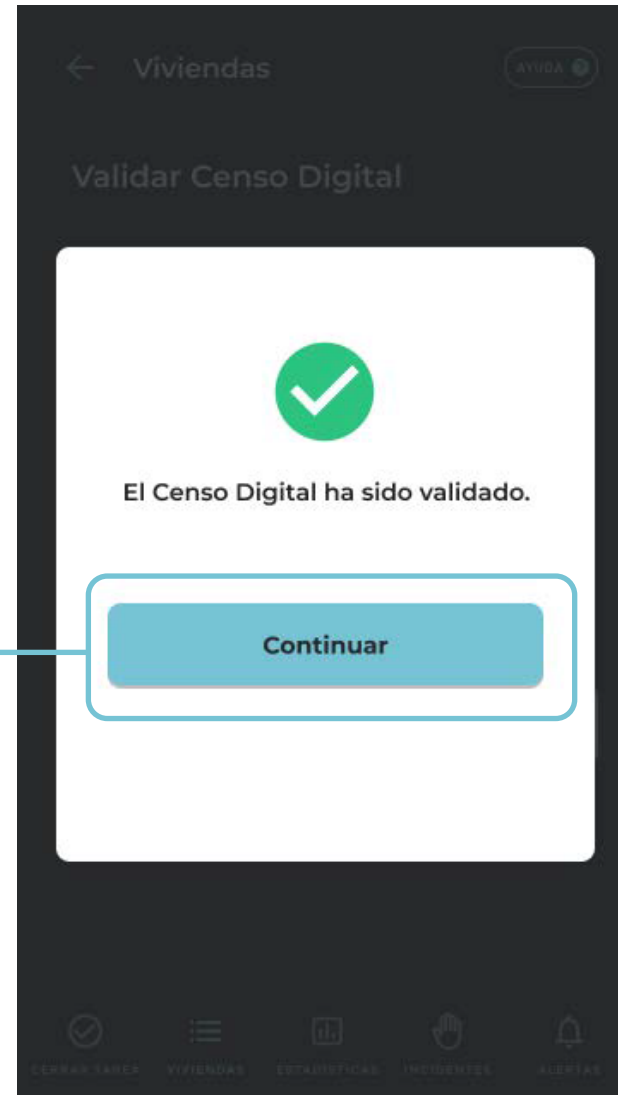 Viviendas
AYUDA
Validar Censo Digital
El Censo Digital ha sido validado.
Continuar
CERRAR TAREA VIVIENDAS ESTADÍSTICAS INCIDENTES ALERTAS